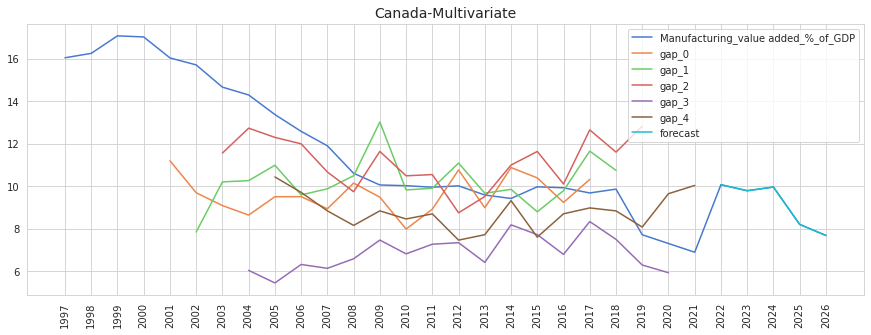 Canada-Multivariate
Manufacturing_value added_%_of_GDP
gap_0
gap_1
gap_2
gap_3
gap_4
forecast
16
14
12
10
8
6
1997 1998 1999 2000 2001 2002 2003 2004 2005 2006 2007 2008 2009 2010 2011 2012 2013 2014 2015 2016 2017 2018 2019 2020 2021 2022 2023 2024 2025 2026